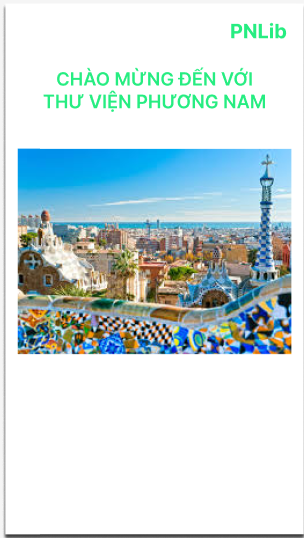 PNLib
CHÀO MỪNG ĐẾN VỚI
THƯ VIỆN PHƯƠNG NAM